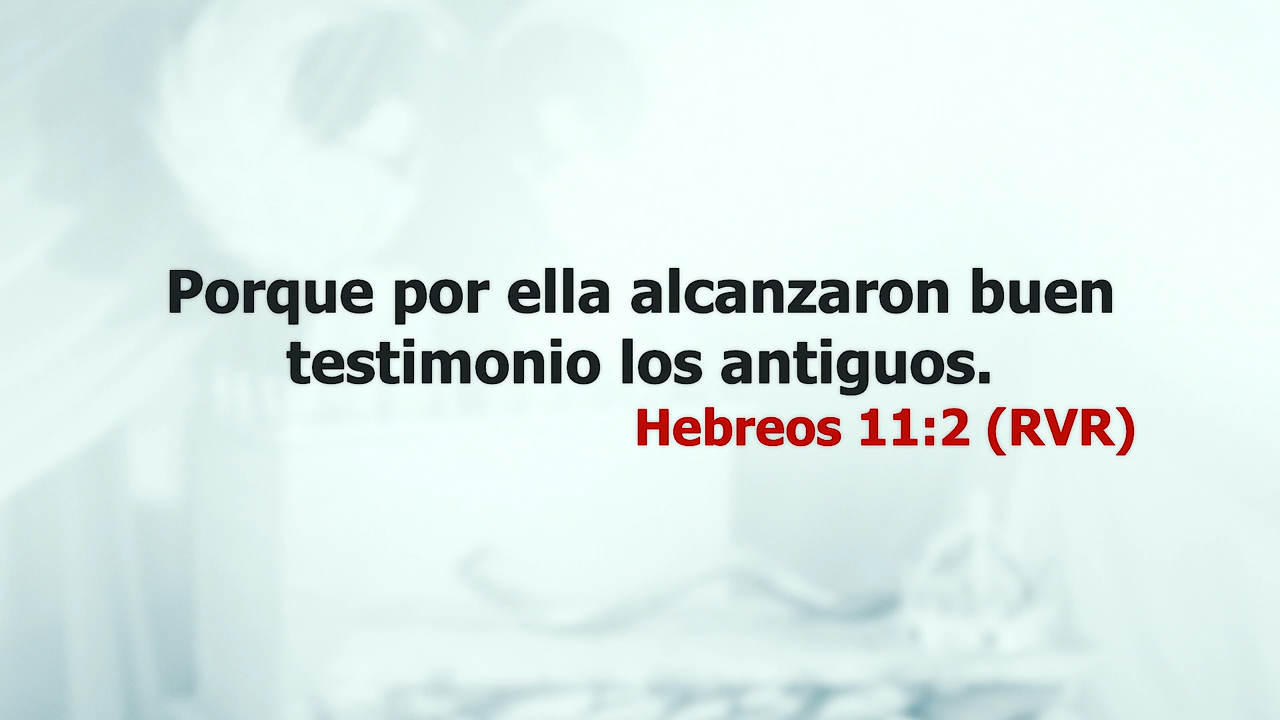 Porque por ella alcanzaron buen
testimonio los antiguos.
Hebreos 11:2 (RVR)